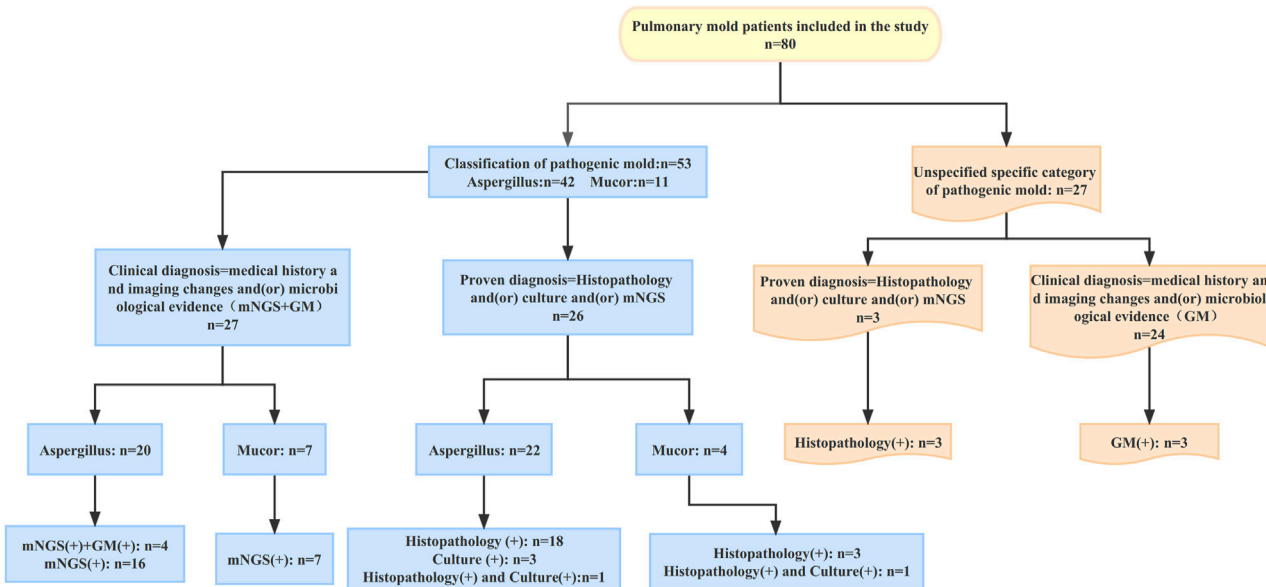 Pulmonary mold patients included in the study
n=80
Classification of pathogenic mold:n=53
Aspergillus:n=42 Mucor:n=11
Unspecified specific category
of pathogenic mold: n=27
Clinical diagnosis=medical history a
nd imaging changes and(or) microbi
ological evidence（mNGS+GM）
n=27
Proven diagnosis=Histopathology
and(or) culture and(or) mNGS
n=26
Proven diagnosis=Histopathology
and(or) culture and(or) mNGS
n=3
Clinical diagnosis=medical history an
d imaging changes and(or) microbiol
ogical evidence（GM）
n=24
Aspergillus: n=20
Mucor: n=7
Aspergillus: n=22
Mucor: n=4
Histopathology(+): n=3
GM(+): n=3
mNGS(+)+GM(+): n=4
mNGS(+): n=16
mNGS(+): n=7
Histopathology (+): n=18
Culture (+): n=3
Histopathology(+) and Culture(+):n=1
Histopathology(+): n=3
Histopathology(+) and Culture(+): n=1